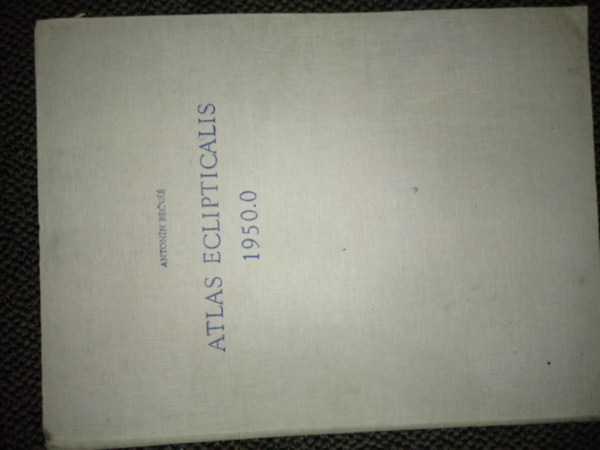 ANTONÍN BEČVÁŘ
ATLAS ECLIPTICALIS
1950.0